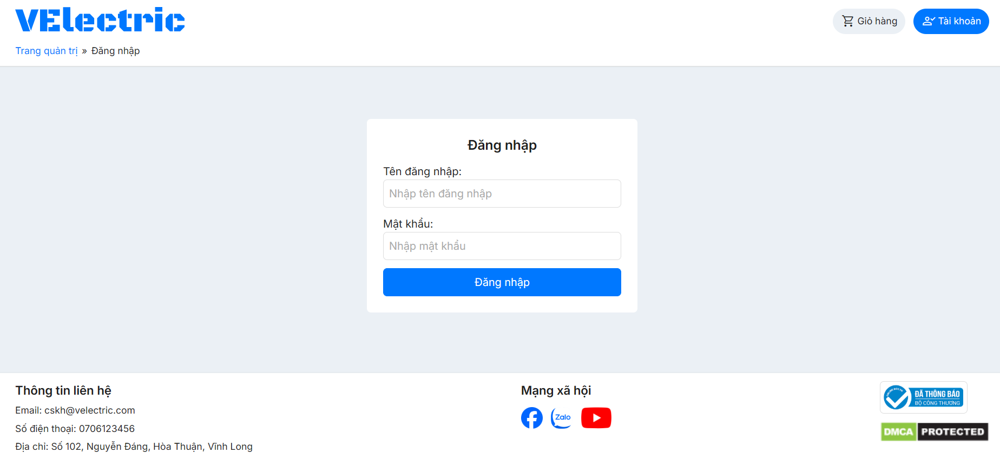 VElectric
Giỏ hàng
Tài khoản
Trang quản trị » Đăng nhập
Đăng nhập
Tên đăng nhập:
Nhập tên đăng nhập
Mật khẩu:
Nhập mật khẩu
Đăng nhập
Thông tin liên hệ
Email: cskh@velectric.com
Số điện thoại: 0706123456
Địa chỉ: Số 102, Nguyễn Đáng, Hòa Thuận, Vĩnh Long
Mạng xã hội
Zalo
ONLINE.GOV.VN
ĐÃ THÔNG BÁO
BỘ CÔNG THƯƠNG
DMCA PROTECTED